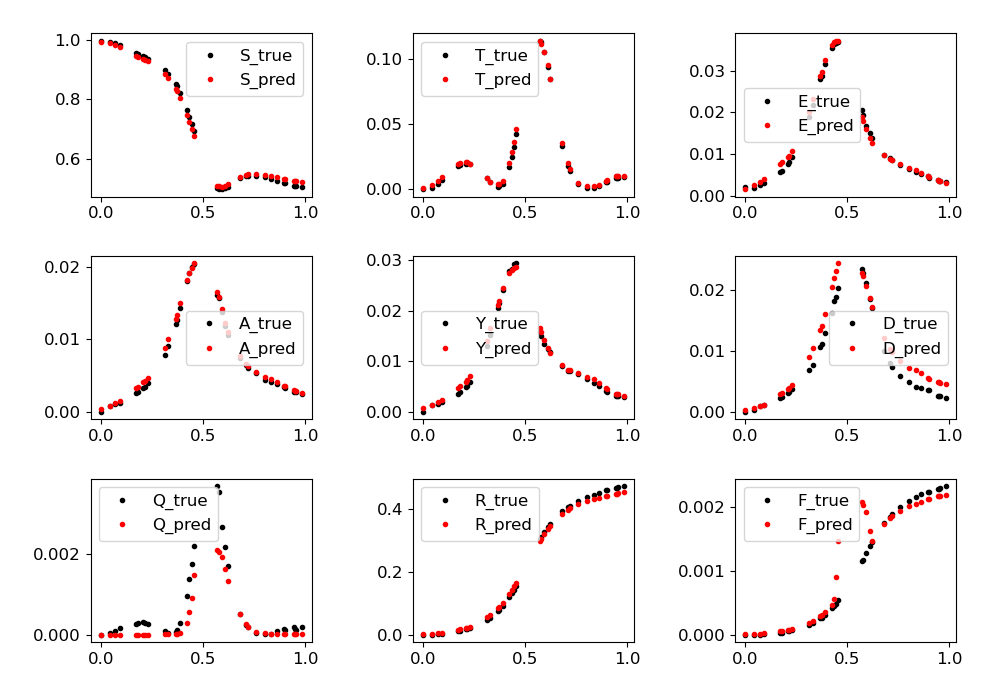 1.0
0.8
0.6
0.0 0.5 1.0
S_true
S_pred
0.10
0.05
0.00
0.0 0.5 1.0
T_true
T_pred
0.03
0.02
0.01
0.00
0.0 0.5 1.0
E_true
E_pred
0.02
0.01
0.00
0.0 0.5 1.0
A_true
A_pred
0.03
0.02
0.01
0.00
0.0 0.5 1.0
Y_true
Y_pred
0.02
0.01
0.00
0.0 0.5 1.0
D_true
D_pred
0.002
0.000
0.0 0.5 1.0
Q_true
Q_pred
0.4
0.2
0.0
0.0 0.5 1.0
R_true
R_pred
0.002
0.001
0.000
0.0 0.5 1.0
F_true
F_pred